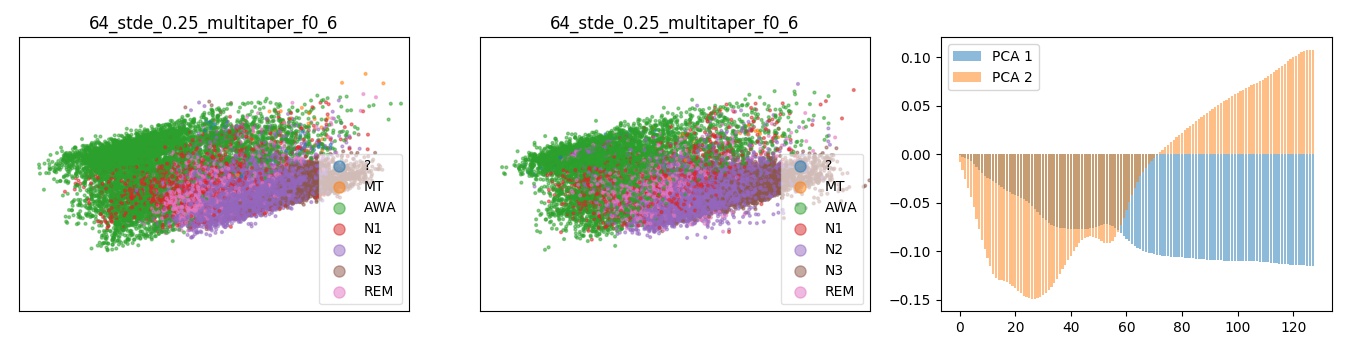 64_stde_0.25_multitaper_f0_6
?
MT
AWA
N1
N2
N3
REM
64_stde_0.25_multitaper_f0_6
?
MT
AWA
N1
N2
N3
REM
PCA 1
PCA 2
0.10
0.05
0.00
−0.05
−0.10
−0.15
0 20 40 60 80 100 120